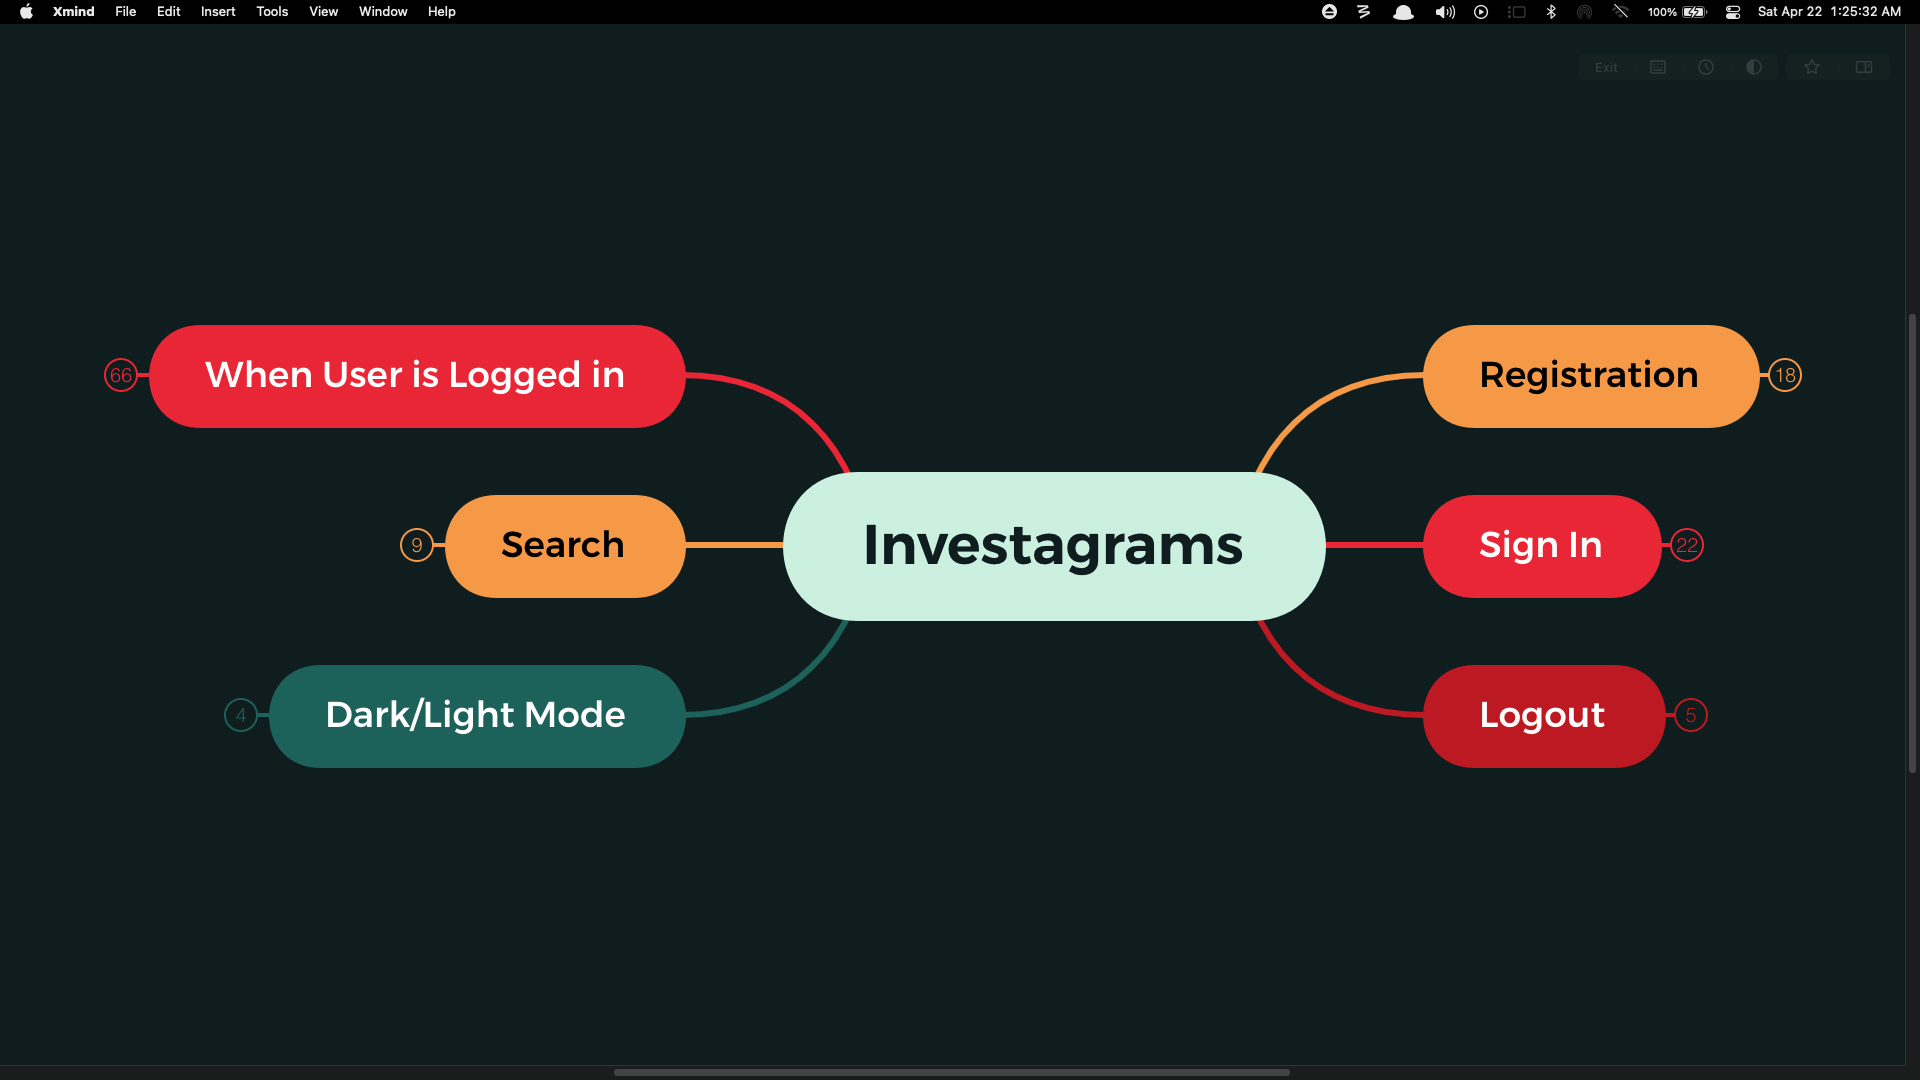 Xmind File Edit Insert Tools View Window Help 100% Sat Apr 22 1:25:32 AM
Exit
66 When User is Logged in
Registration 18
9 Search
Investagrams
Sign In 22
4 Dark/Light Mode
Logout 5